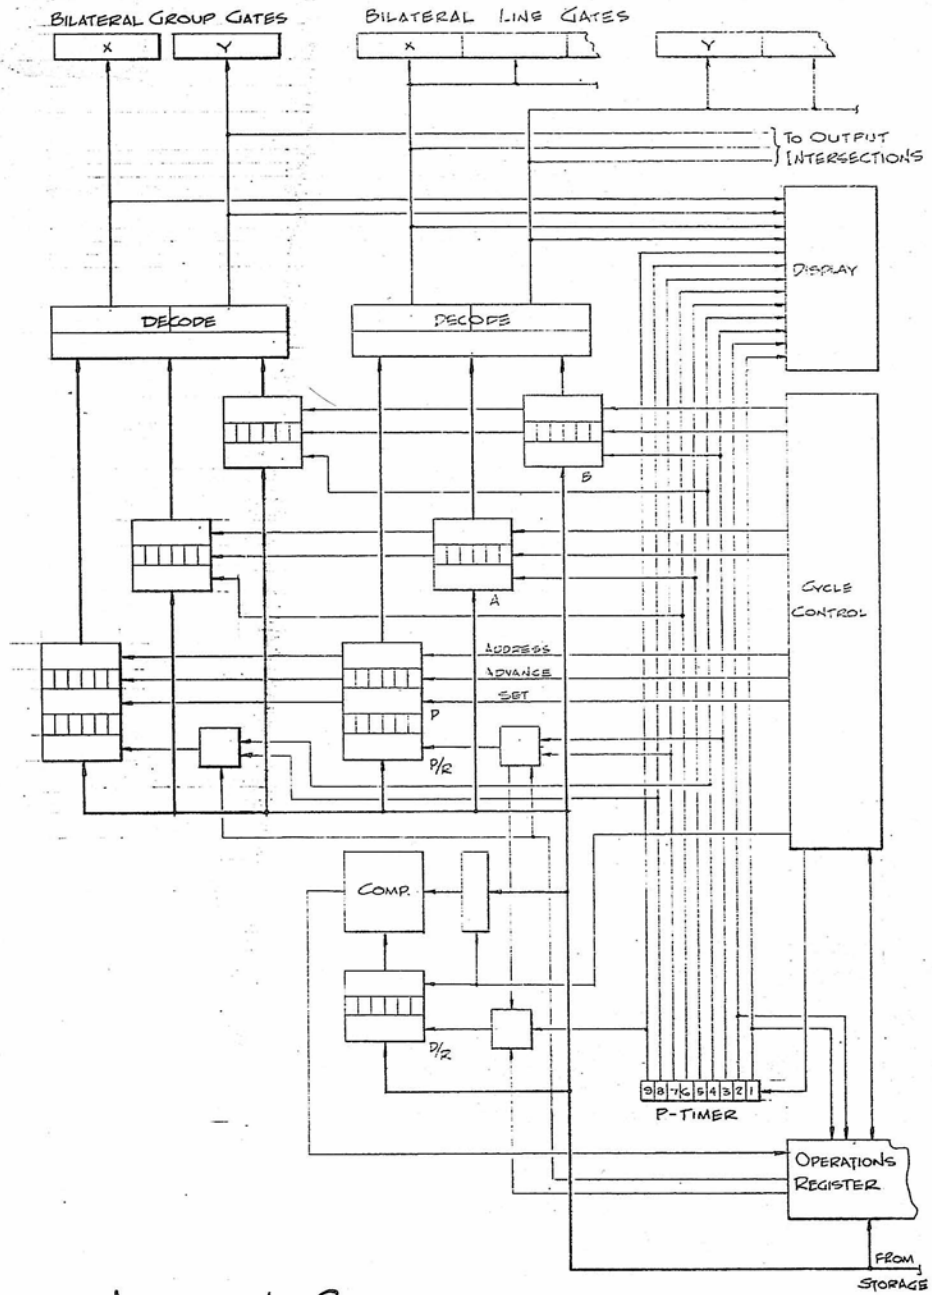 BILATERAL GROUP GATES
BILATERAL LINE GATES
X
Y
X
Y
TO OUTPUT
INTERSECTIONS
DISPLAY
DECODE
DECODE
B
A
CYCLE
CONTROL
ADDRESS
ADVANCE
SET
P
P/R
COMP.
D/R
9 8 7 6 5 4 3 2 1
P-TIMER
OPERATIONS
REGISTER
FROM
STORAGE